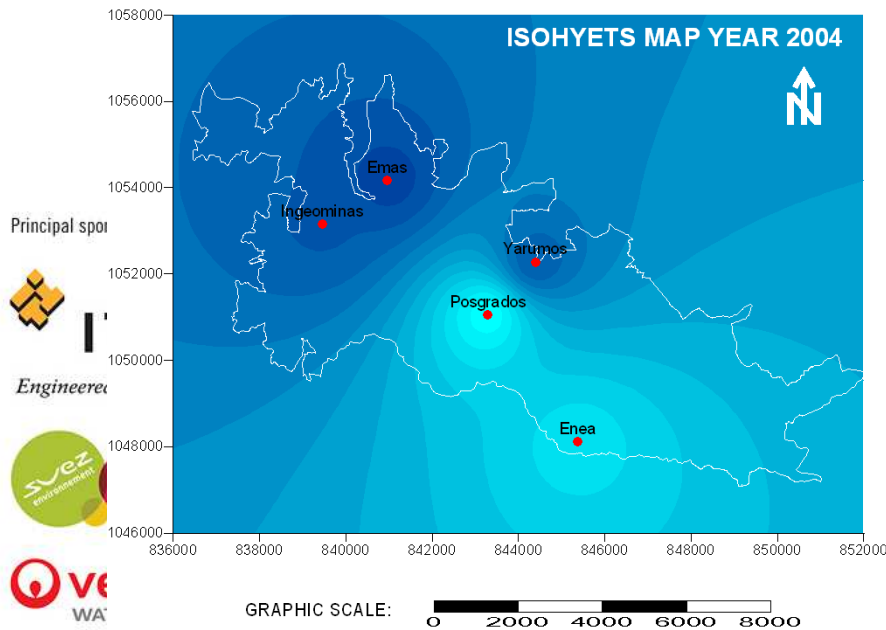 ISOHYETS MAP YEAR 2004
N
1058000
1056000
1054000
1052000
1050000
1048000
1046000
836000 838000 840000 842000 844000 846000 848000 850000 852000
Emas
Ingeominas
Yarumos
Posgrados
Enea
GRAPHIC SCALE:
0 2000 4000 6000 8000
Principal spor
IT
Engineered
suez
environnement
VE
WAT